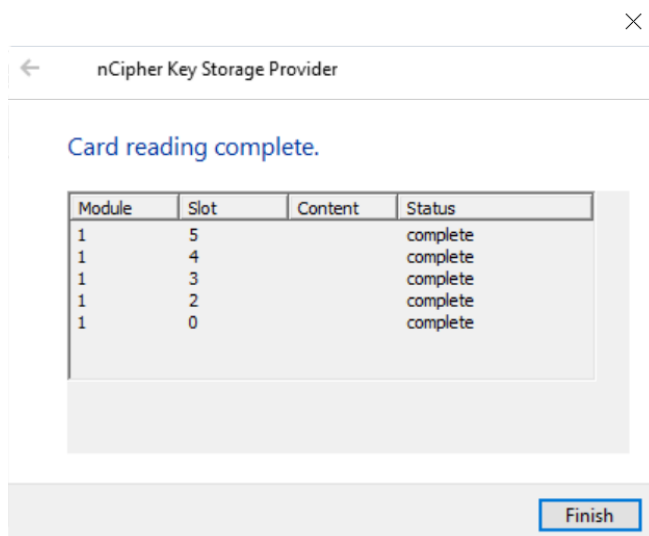 nCipher Key Storage Provider
Card reading complete.
Module Slot Content Status
1 5 complete
1 4 complete
1 3 complete
1 2 complete
1 0 complete
Finish